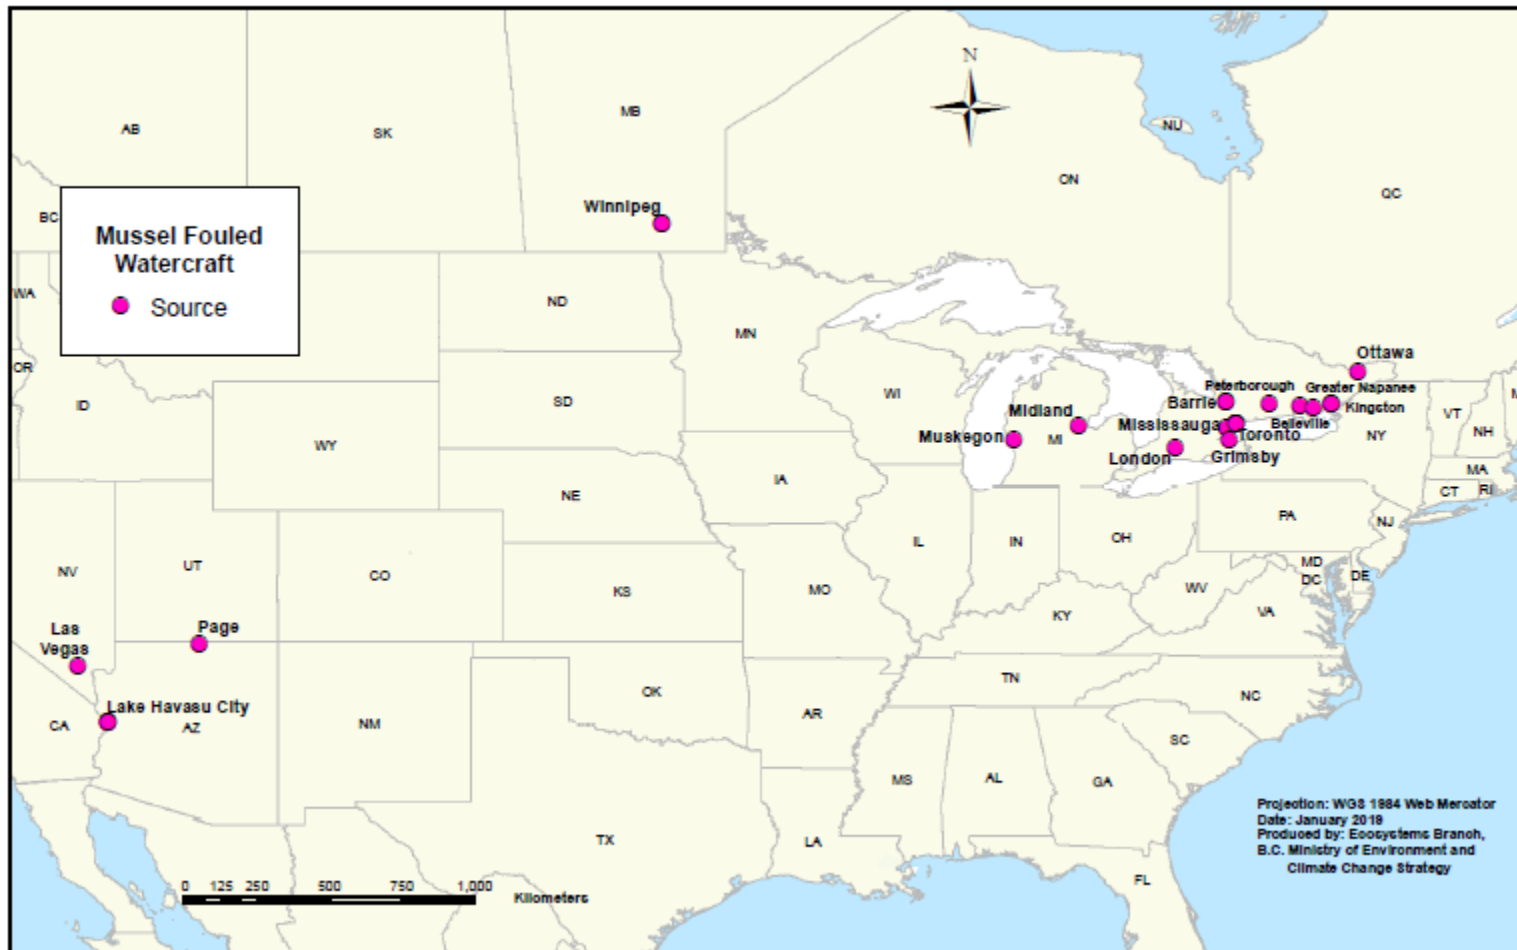 N
AB
SK
MB
NU
ON
QC
BC
Winnipeg
Mussel Fouled
Watercraft
Source
WA
ND
MN
OR
Ottawa
ID
SD
WI
Peterborough
Greater Napanee
Barrie
Kingston
Midland
Mississauga
Belleville
VT
NH
Muskegon
MI
Toronto
NY
London
Grimsby
WY
MA
IA
CT
RI
NE
PA
NJ
IL
IN
OH
NV
UT
CO
MD
DC
DE
KS
MO
WV
VA
KY
Las
Vegas
Page
TN
OK
NC
Lake Havasu City
CA
AZ
NM
AR
SC
MS
AL
GA
TX
LA
FL
Projection: WGS 1984 Web Mercator
Date: January 2019
Produced by: Ecosystems Branch,
B.C. Ministry of Environment and
Climate Change Strategy
0 125 250 500 750 1,000
Kilometers